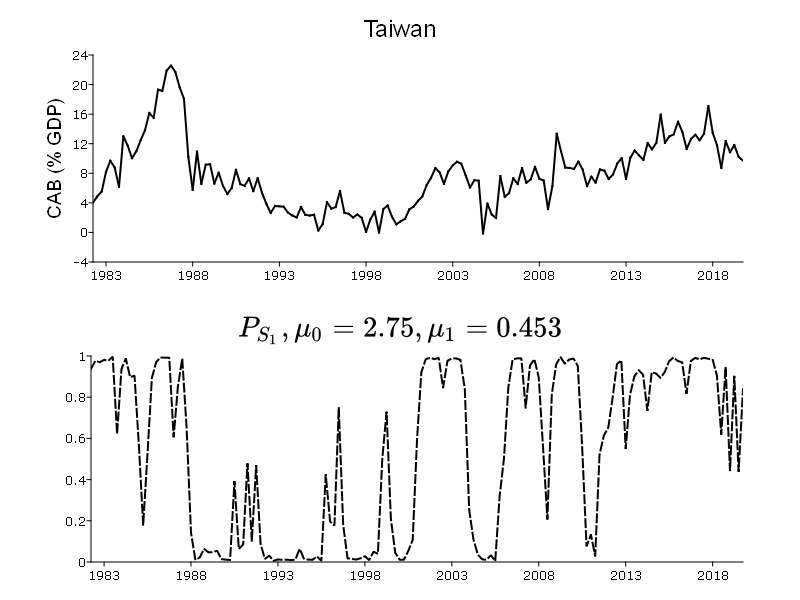 Taiwan
CAB (% GDP)
24
20
16
12
8
4
0
−4
1983 1988 1993 1998 2003 2008 2013 2018
P_{S_1}, μ_0 = 2.75, μ_1 = 0.453
1
0.8
0.6
0.4
0.2
0
1983 1988 1993 1998 2003 2008 2013 2018